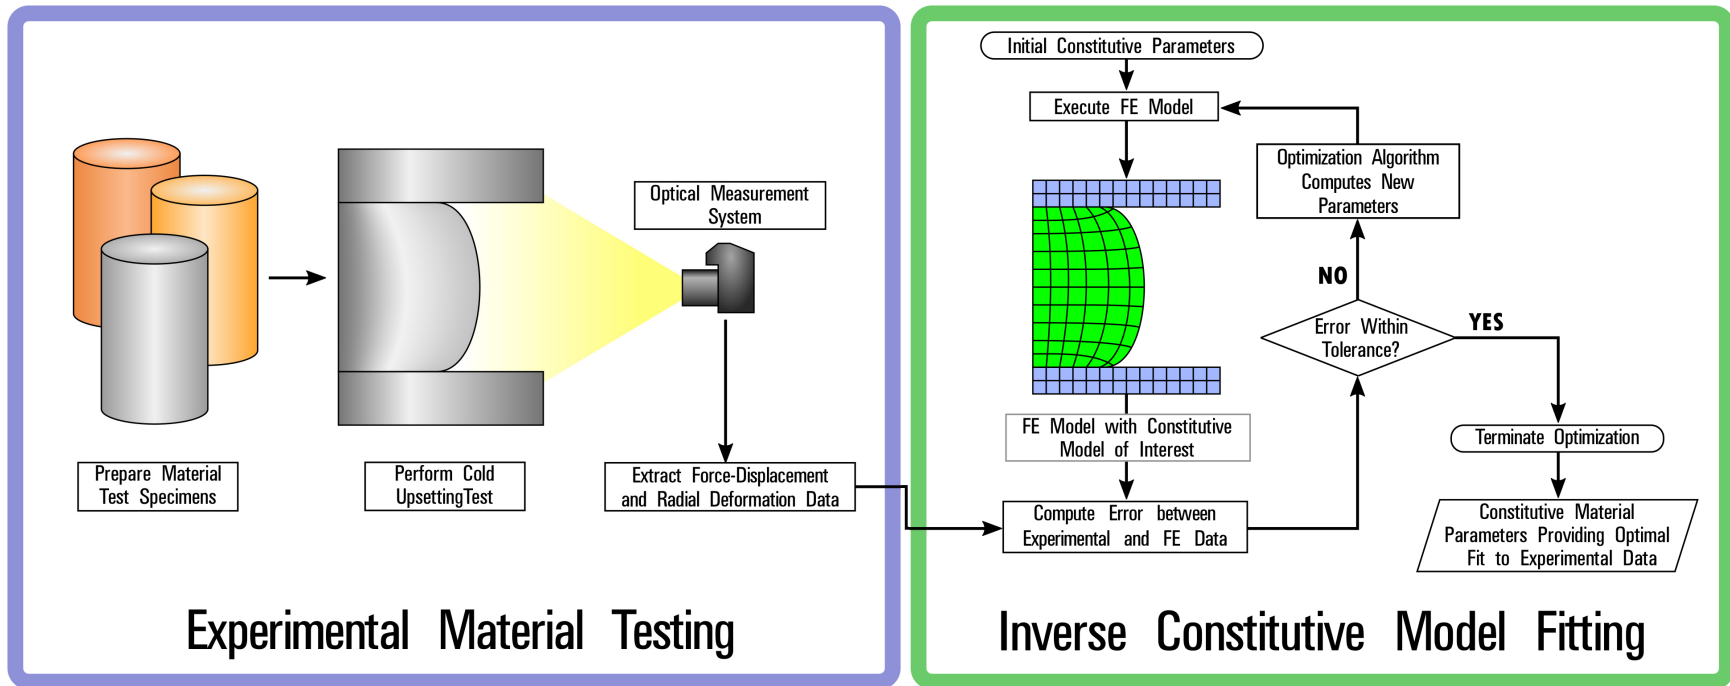 Prepare Material
Test Specimens
Perform Cold
UpsettingTest
Optical Measurement
System
Extract Force-Displacement
and Radial Deformation Data
Experimental Material Testing
Initial Constitutive Parameters
Execute FE Model
FE Model with Constitutive
Model of Interest
Compute Error between
Experimental and FE Data
Error Within
Tolerance?
NO
Optimization Algorithm
Computes New
Parameters
YES
Terminate Optimization
Constitutive Material
Parameters Providing Optimal
Fit to Experimental Data
Inverse Constitutive Model Fitting